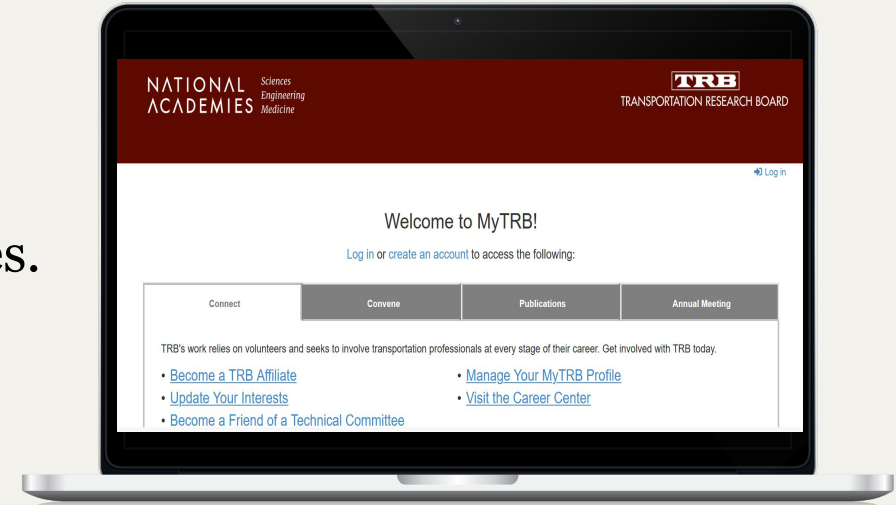 NATIONAL Sciences
ACADEMIES Engineering
Medicine
TRB
TRANSPORTATION RESEARCH BOARD
Log in
Welcome to MyTRB!
Log in or create an account to access the following:
Connect Convene Publications Annual Meeting
TRB's work relies on volunteers and seeks to involve transportation professionals at every stage of their career. Get involved with TRB today.
• Become a TRB Affiliate • Manage Your MyTRB Profile
• Update Your Interests • Visit the Career Center
• Become a Friend of a Technical Committee